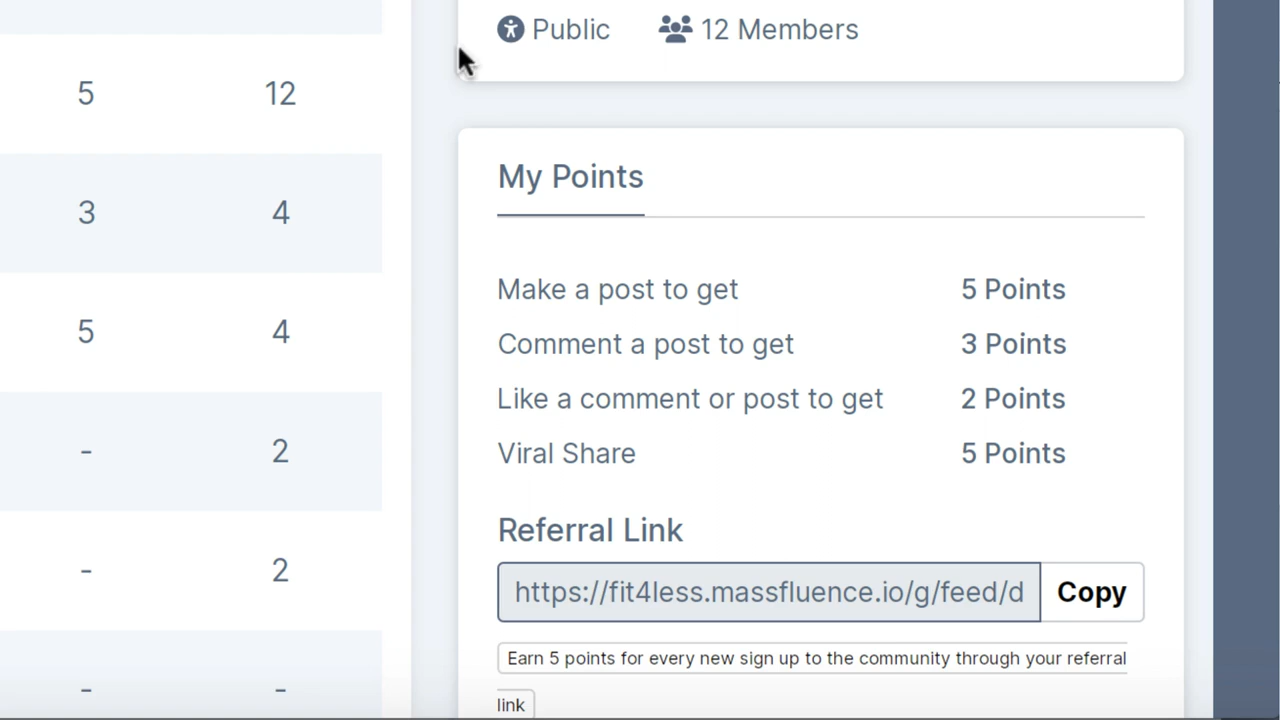 Public 12 Members
5 12
3 4
5 4
- 2
- 2
- -
My Points
Make a post to get 5 Points
Comment a post to get 3 Points
Like a comment or post to get 2 Points
Viral Share 5 Points
Referral Link
https://fit4less.massfluence.io/g/feed/d Copy
Earn 5 points for every new sign up to the community through your referral
link